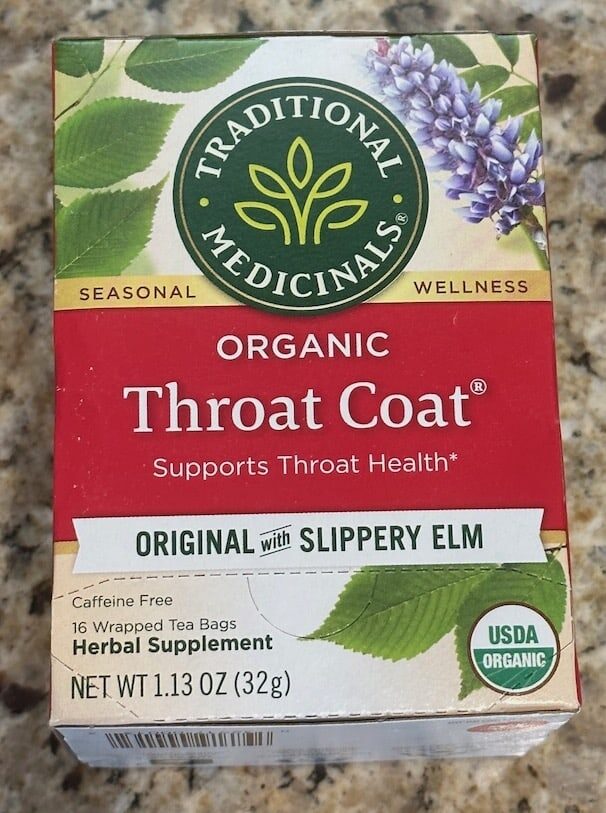 TRADITIONAL
MEDICINALS®
SEASONAL WELLNESS
ORGANIC
Throat Coat®
Supports Throat Health*
ORIGINAL with SLIPPERY ELM
Caffeine Free
16 Wrapped Tea Bags
Herbal Supplement
NET WT 1.13 OZ (32g)
USDA
ORGANIC